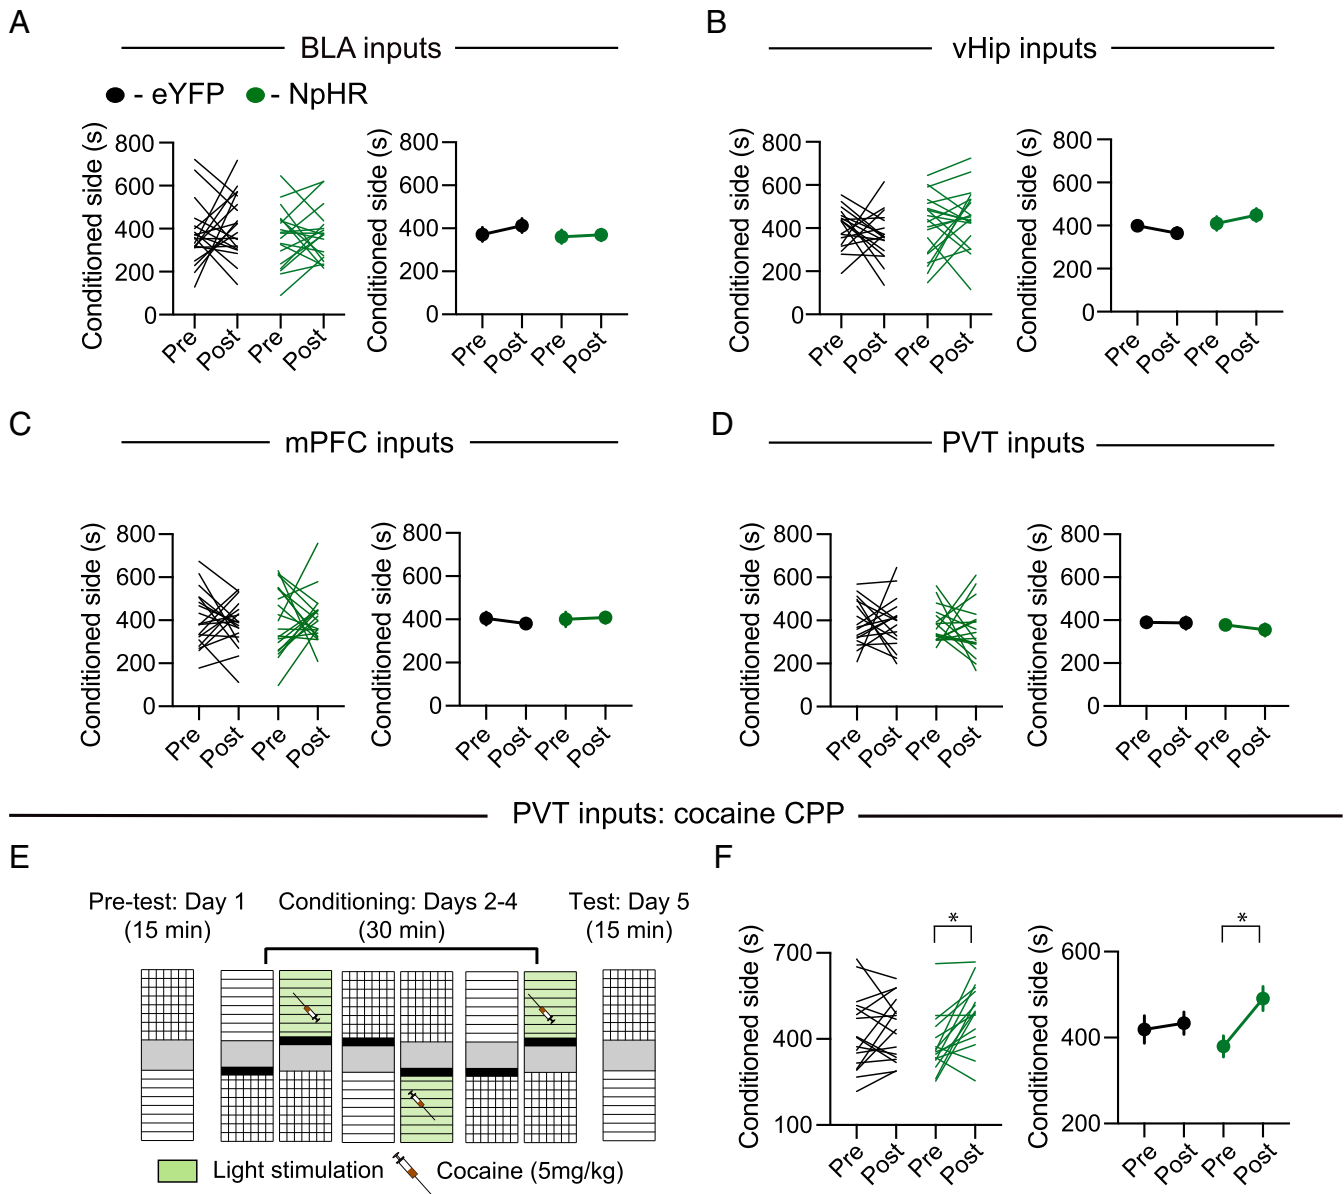 A
BLA inputs
- eYFP - NpHR
Conditioned side (s)
800
600
400
200
0
Pre
Post
Pre
Post
Conditioned side (s)
800
600
400
200
0
Pre
Post
Pre
Post
B
vHip inputs
Conditioned side (s)
800
600
400
200
0
Pre
Post
Pre
Post
Conditioned side (s)
800
600
400
200
0
Pre
Post
Pre
Post
C
mPFC inputs
Conditioned side (s)
800
600
400
200
0
Pre
Post
Pre
Post
Conditioned side (s)
800
600
400
200
0
Pre
Post
Pre
Post
D
PVT inputs
Conditioned side (s)
800
600
400
200
0
Pre
Post
Pre
Post
Conditioned side (s)
800
600
400
200
0
Pre
Post
Pre
Post
PVT inputs: cocaine CPP
E
Pre-test: Day 1
(15 min)
Conditioning: Days 2-4
(30 min)
Test: Day 5
(15 min)
Light stimulation
Cocaine (5mg/kg)
F
Conditioned side (s)
700
400
100
*
Pre
Post
Pre
Post
Conditioned side (s)
600
400
200
*
Pre
Post
Pre
Post